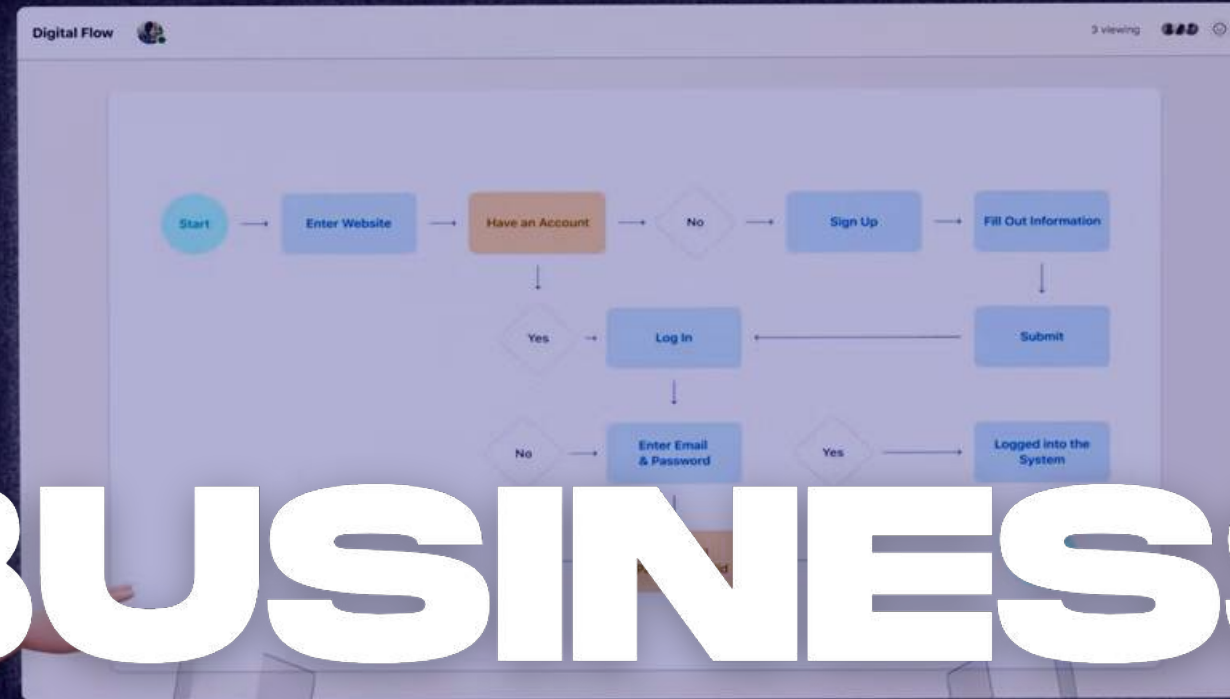 Digital Flow
3 viewing
Start
Enter Website
Have an Account
No
Sign Up
Fill Out Information
Yes
Log In
Submit
No
Enter Email
& Password
Yes
Logged into the
System
BUSINESS